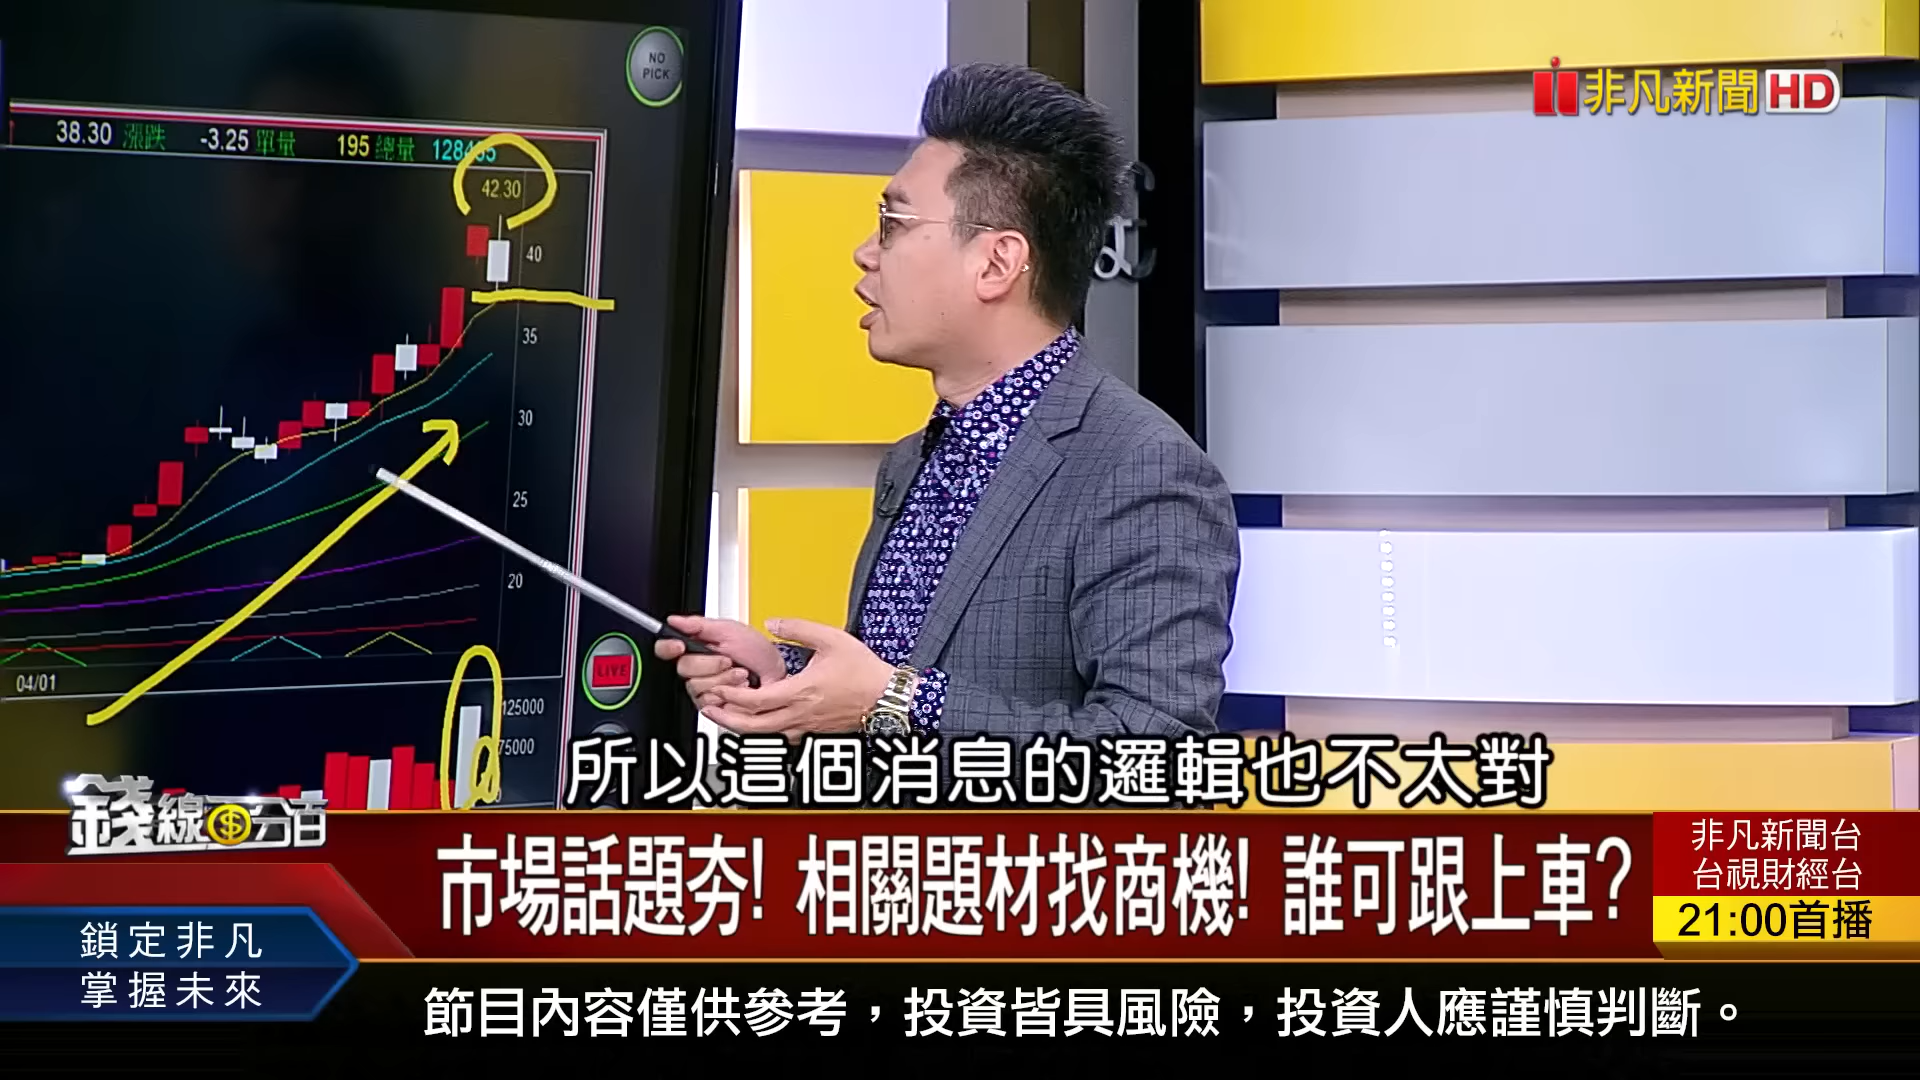 NO
PICK
非凡新聞HD
38.30 漲跌 -3.25 單量 195 總量
42.30
40
35
30
25
20
04/01
LIVE
125000
75000
所以這個消息的邏輯也不太對
錢線百分百
市場話題夯! 相關題材找商機! 誰可跟上車?
非凡新聞台
台視財經台
21:00首播
鎖定非凡
掌握未來
節目內容僅供參考，投資皆具風險，投資人應謹慎判斷。